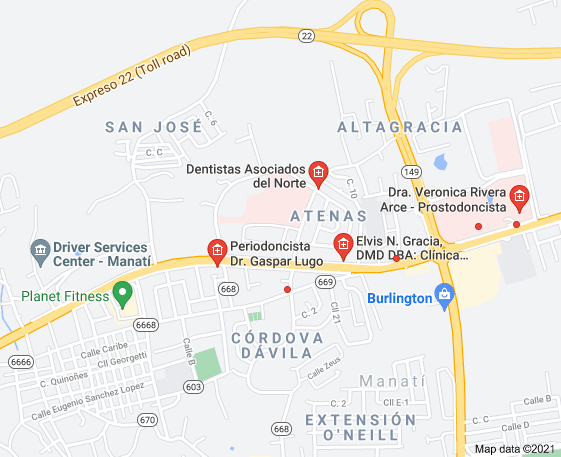 22
Expreso 22 (Toll road)
C. 6
SAN JOSÉ
ALTAGRACIA
C. C
149
Dentistas Asociados
del Norte
C. 10
Dra. Veronica Rivera
Arce - Prostodoncista
ATENAS
Driver Services
Center - Manatí
Periodoncista
Dr. Gaspar Lugo
Elvis N. Gracia,
DMD DBA: Clínica...
Planet Fitness
668
669
Burlington
6668
C. 2
Cll 21
CÓRDOVA
DÁVILA
Calle Caribe
Cll Georgetti
Calle B
6666
C. Quiñones
Calle Eugenio Sanchez Lopez
603
Calle Zeus
Manatí
670
C. 2
Cll E-1
Calle B
668
EXTENSIÓN
O'NEILL
C. C
Calle D
Map data ©2021